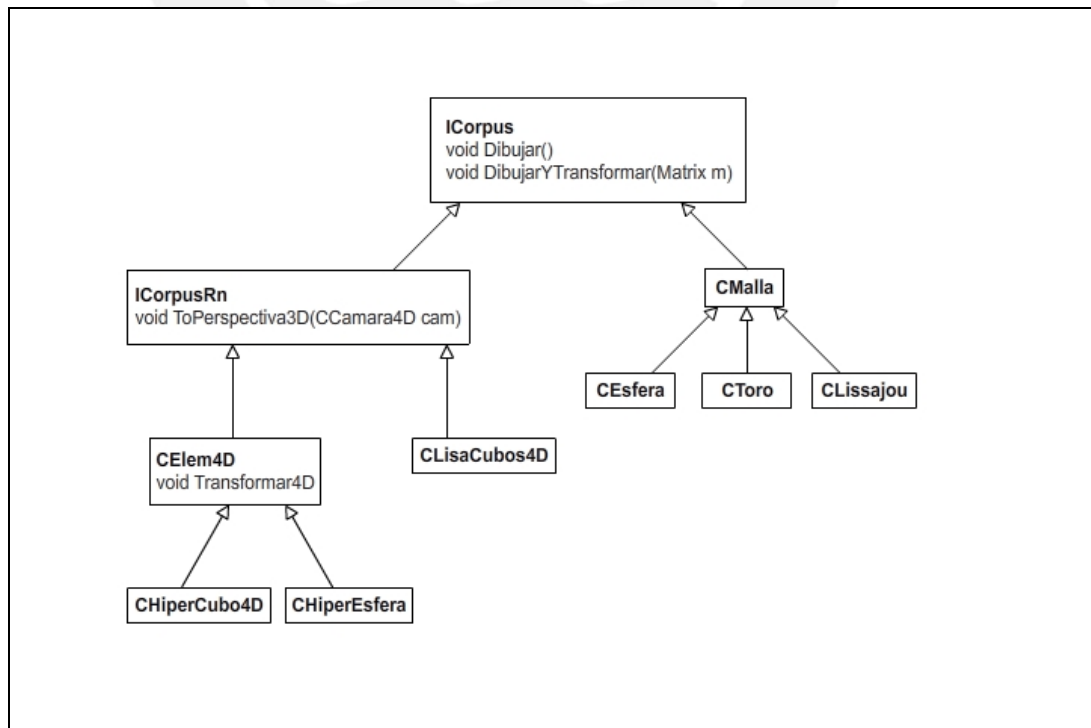 ICorpus
void Dibujar()
void DibujarYTransformar(Matrix m)
ICorpusRn
void ToPerspectiva3D(CCamara4D cam)
CMalla
CEsfera
CToro
CLissajou
CElem4D
void Transformar4D
CLisaCubos4D
CHiperCubo4D
CHiperEsfera